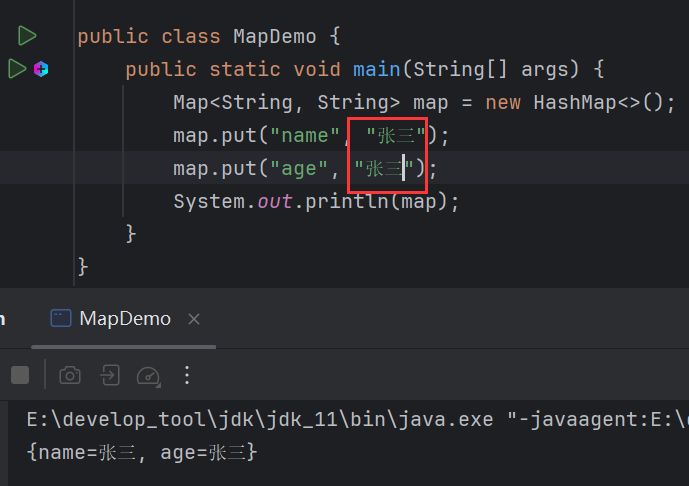 public class MapDemo {
public static void main(String[] args) {
Map<String, String> map = new HashMap<>();
map.put("name", "张三");
map.put("age", "张三");
System.out.println(map);
}
}
MapDemo
E:\develop_tool\jdk\jdk_11\bin\java.exe "-javaagent:E:\
{name=张三, age=张三}